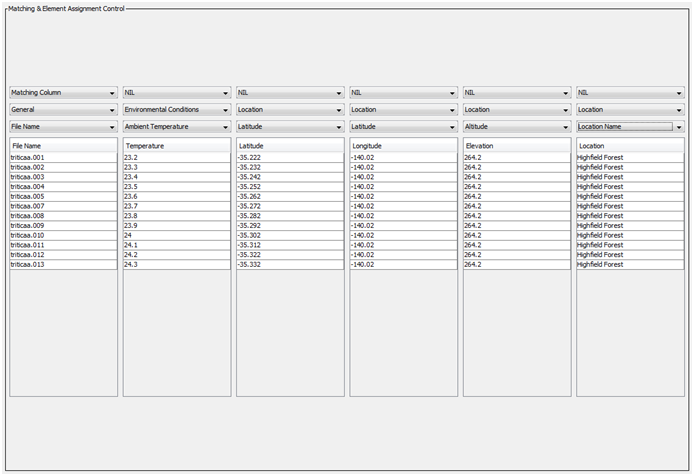 Matching & Element Assignment Control
Matching Column NIL NIL NIL NIL NIL
General Environmental Conditions Location Location Location Location
File Name Ambient Temperature Latitude Latitude Altitude Location Name
File Name Temperature Latitude Longitude Elevation Location
triticaa.001 23.2 -35.222 -140.02 264.2 Highfield Forest
triticaa.002 23.3 -35.232 -140.02 264.2 Highfield Forest
triticaa.003 23.4 -35.242 -140.02 264.2 Highfield Forest
triticaa.004 23.5 -35.252 -140.02 264.2 Highfield Forest
triticaa.005 23.6 -35.262 -140.02 264.2 Highfield Forest
triticaa.007 23.7 -35.272 -140.02 264.2 Highfield Forest
triticaa.008 23.8 -35.282 -140.02 264.2 Highfield Forest
triticaa.009 23.9 -35.292 -140.02 264.2 Highfield Forest
triticaa.010 24 -35.302 -140.02 264.2 Highfield Forest
triticaa.011 24.1 -35.312 -140.02 264.2 Highfield Forest
triticaa.012 24.2 -35.322 -140.02 264.2 Highfield Forest
triticaa.013 24.3 -35.332 -140.02 264.2 Highfield Forest